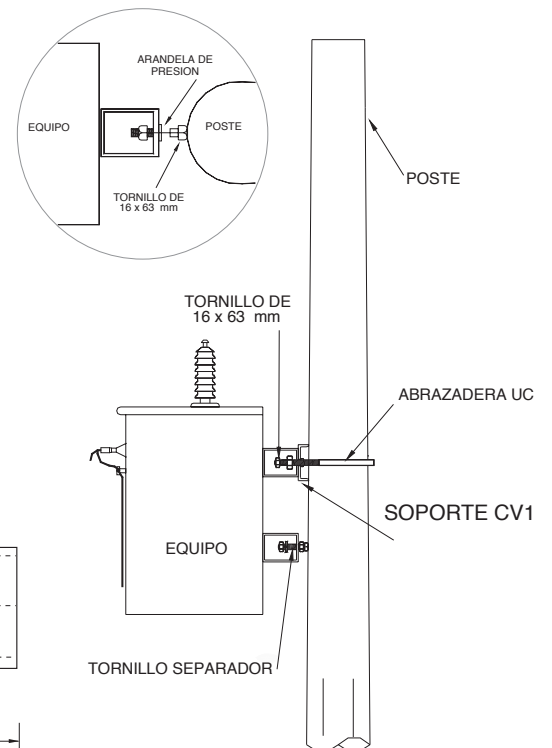 ARANDELA DE
PRESION
EQUIPO
POSTE
TORNILLO DE
16 x 63 mm
POSTE
TORNILLO DE
16 x 63 mm
ABRAZADERA UC
SOPORTE CV1
EQUIPO
TORNILLO SEPARADOR